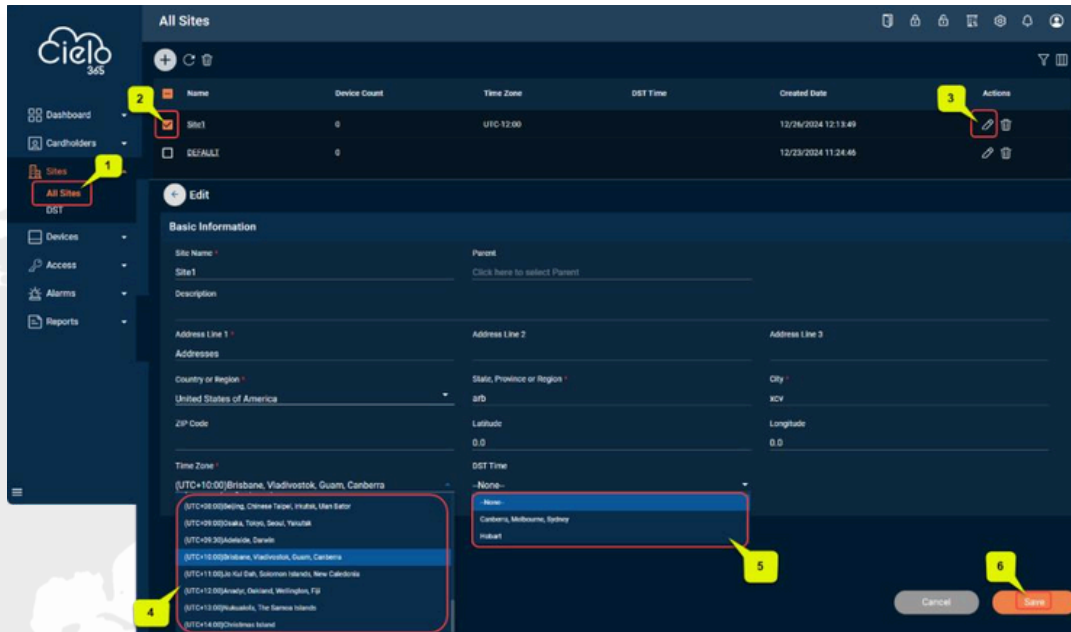 All Sites
Cielo
365
Name
Device Count
Time Zone
DST Time
Created Date
Actions
2
3
Site1
0
UTC-12:00
12/26/2024 12:13:49
DEFAULT
0
12/23/2024 11:24:46
Dashboard
Cardholders
1
Sites
All Sites
DST
Devices
Access
Alarms
Reports
Edit
Basic Information
Site Name *
Parent
Site1
Click here to select Parent
Description
Address Line 1 *
Address Line 2
Address Line 3
Addresses
Country or Region *
State, Province or Region *
City *
United States of America
arb
xcv
ZIP Code
Latitude
Longitude
0.0
0.0
Time Zone *
DST Time
(UTC+10:00)Brisbane, Vladivostok, Guam, Canberra
--None--
(UTC+08:00)Beijing, Chinese Taipei, Irkutsk, Ulan Bator
(UTC+09:00)Osaka, Tokyo, Seoul, Yakutsk
(UTC+09:30)Adelaide, Darwin
(UTC+10:00)Brisbane, Vladivostok, Guam, Canberra
(UTC+11:00)Jo Kul Dah, Solomon Islands, New Caledonia
(UTC+12:00)Anadyr, Oakland, Wellington, Fiji
(UTC+13:00)Nukualofa, The Samoa Islands
(UTC+14:00)Christmas Island
4
--None--
Canberra, Melbourne, Sydney
Hobart
5
6
Cancel
Save